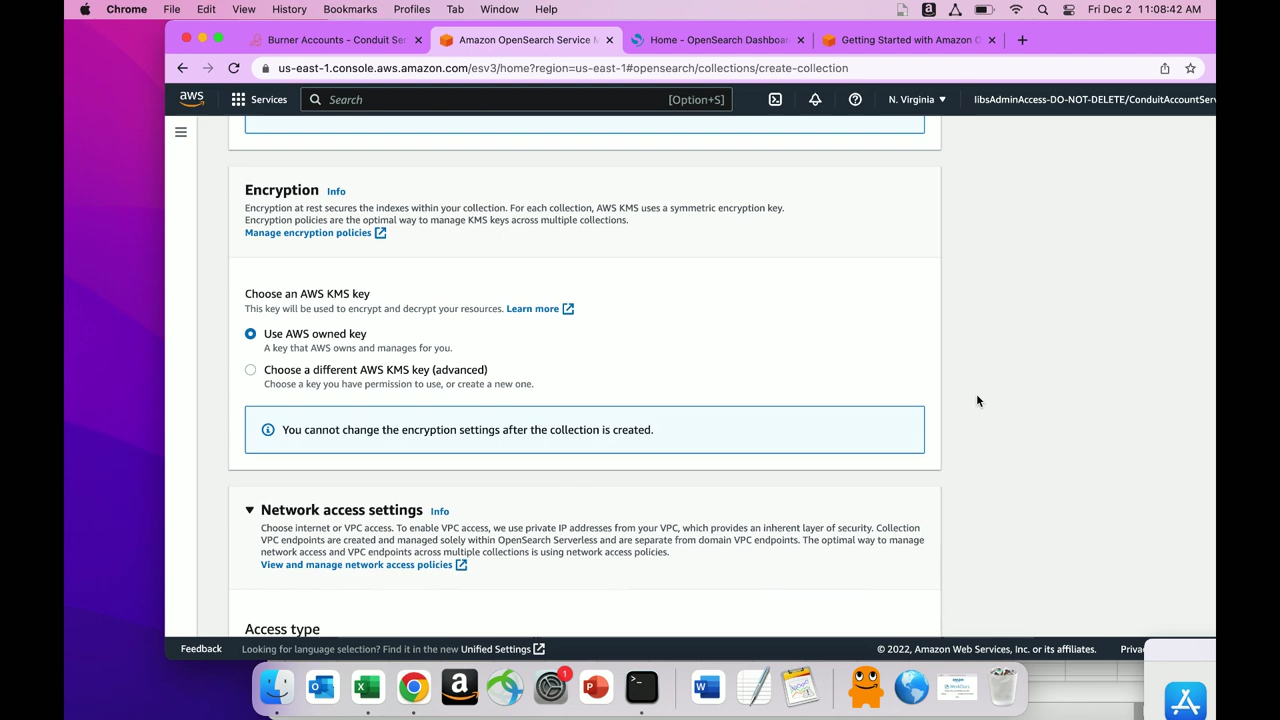 Chrome File Edit View History Bookmarks Profiles Tab Window Help Fri Dec 2 11:08:42 AM
Burner Accounts - Conduit Se
Amazon OpenSearch Service
Home - OpenSearch Dashboa
Getting Started with Amazon O
us-east-1.console.aws.amazon.com/esv3/home?region=us-east-1#opensearch/collections/create-collection
aws Services Search [Option+S] N. Virginia libsAdminAccess-DO-NOT-DELETE/ConduitAccountServ
Encryption Info
Encryption at rest secures the indexes within your collection. For each collection, AWS KMS uses a symmetric encryption key.
Encryption policies are the optimal way to manage KMS keys across multiple collections.
Manage encryption policies
Choose an AWS KMS key
This key will be used to encrypt and decrypt your resources. Learn more
Use AWS owned key
A key that AWS owns and manages for you.
Choose a different AWS KMS key (advanced)
Choose a key you have permission to use, or create a new one.
You cannot change the encryption settings after the collection is created.
Network access settings Info
Choose internet or VPC access. To enable VPC access, we use private IP addresses from your VPC, which provides an inherent layer of security. Collection
VPC endpoints are created and managed solely within OpenSearch Serverless and are separate from domain VPC endpoints. The optimal way to manage
network access and VPC endpoints across multiple collections is using network access policies.
View and manage network access policies
Access type
Feedback Looking for language selection? Find it in the new Unified Settings © 2022, Amazon Web Services, Inc. or its affiliates. Priva
1